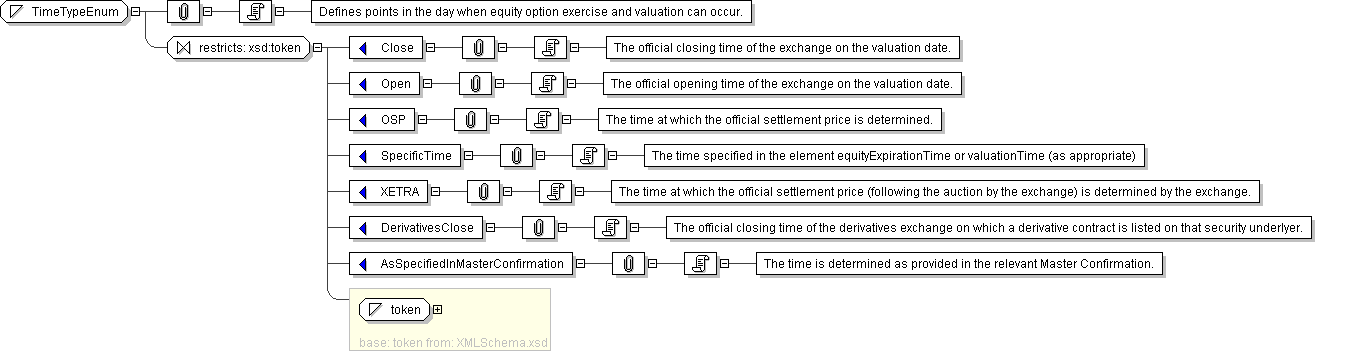 TimeTypeEnum Defines points in the day when equity option exercise and valuation can occur.
restricts: xsd:token Close The official closing time of the exchange on the valuation date.
Open The official opening time of the exchange on the valuation date.
OSP The time at which the official settlement price is determined.
SpecificTime The time specified in the element equityExpirationTime or valuationTime (as appropriate)
XETRA The time at which the official settlement price (following the auction by the exchange) is determined by the exchange.
DerivativesClose The official closing time of the derivatives exchange on which a derivative contract is listed on that security underlyer.
AsSpecifiedInMasterConfirmation The time is determined as provided in the relevant Master Confirmation.
token
base: token from: XMLSchema.xsd